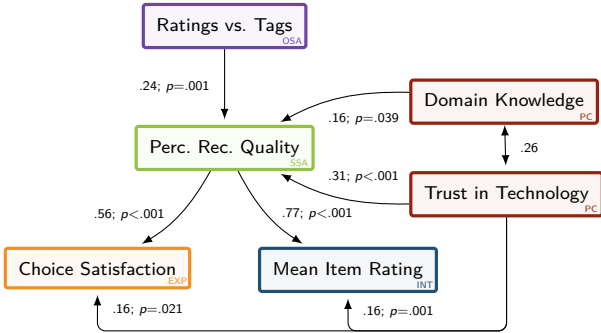 Ratings vs. Tags
OSA
.24; p=.001
Domain Knowledge
PC
.16; p=.039
Perc. Rec. Quality
SSA
.26
.31; p<.001
Trust in Technology
PC
.56; p<.001
.77; p<.001
Choice Satisfaction
EXP
Mean Item Rating
INT
.16; p=.021
.16; p=.001